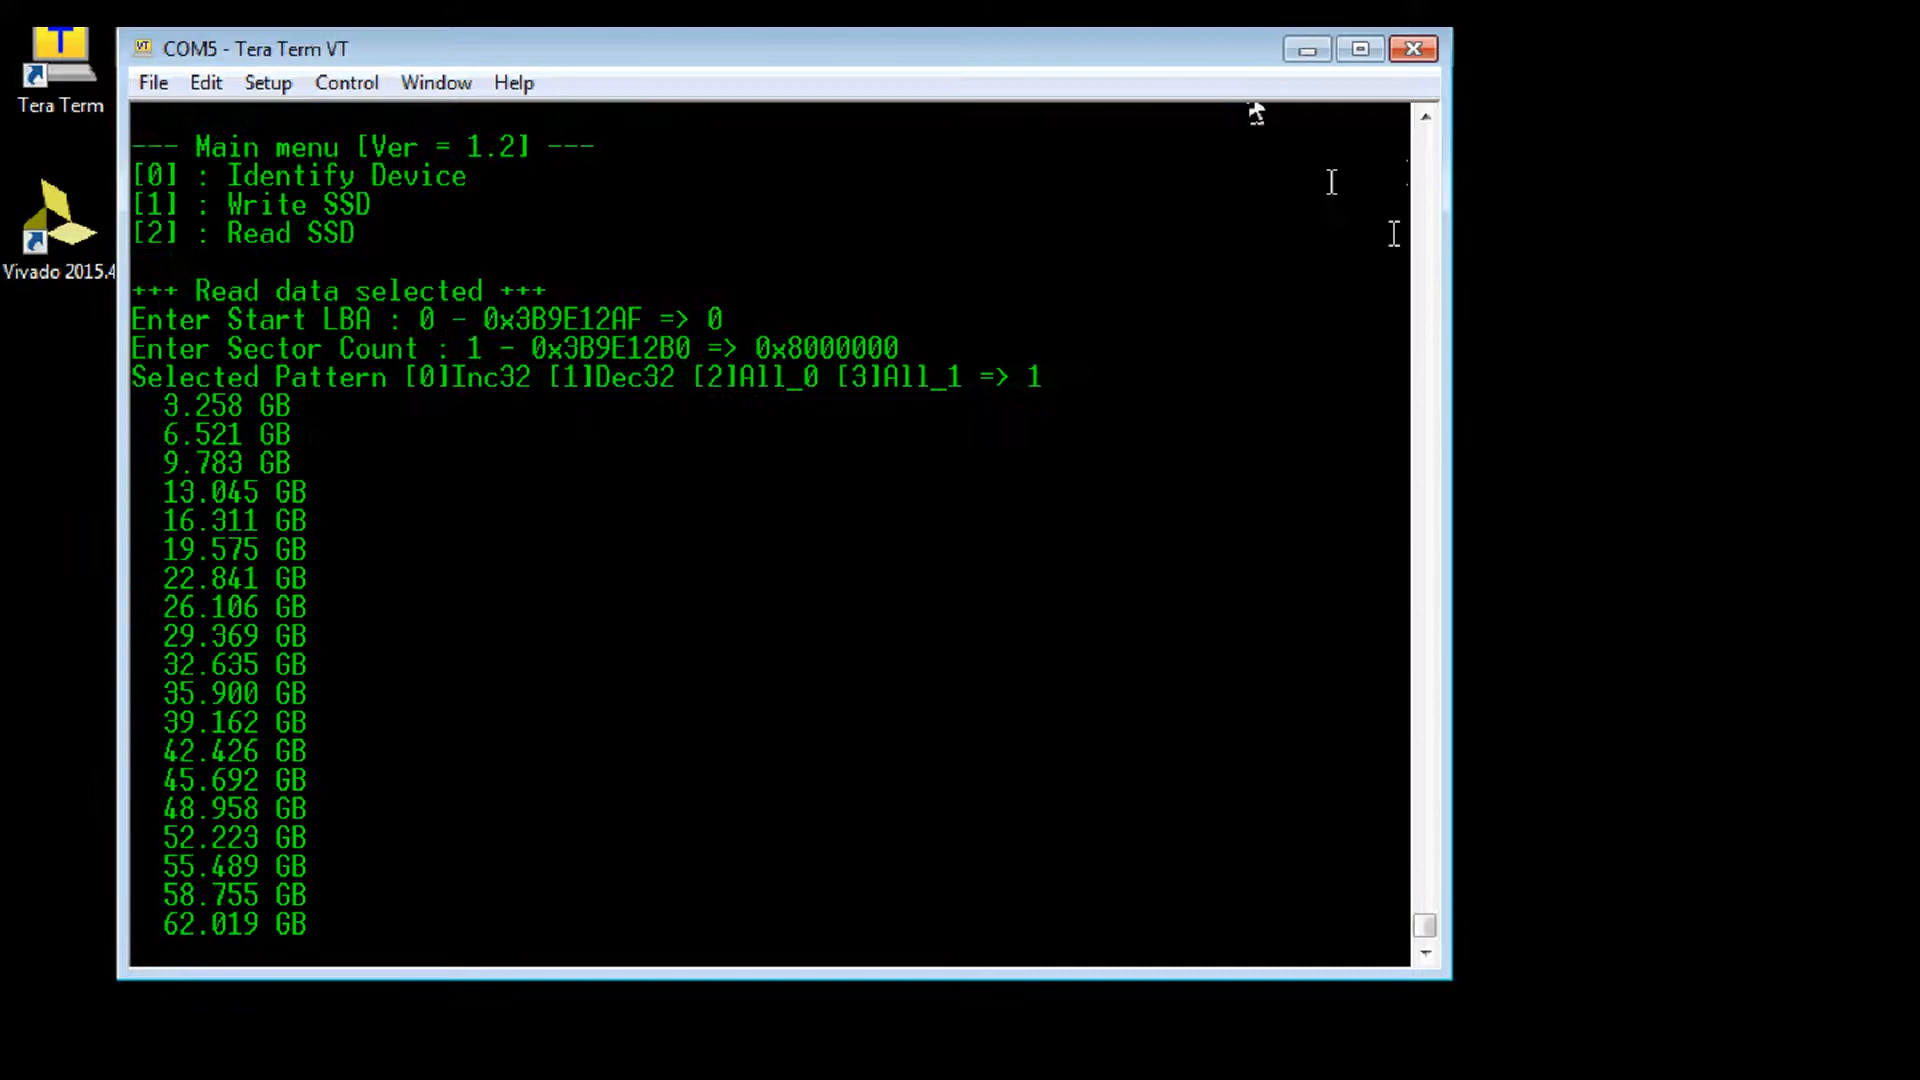 Tera Term
Vivado 2015.4
COM5 - Tera Term VT
File Edit Setup Control Window Help
--- Main menu [Ver = 1.2] ---
[0] : Identify Device
[1] : Write SSD
[2] : Read SSD
+++ Read data selected +++
Enter Start LBA : 0 - 0x3B9E12AF => 0
Enter Sector Count : 1 - 0x3B9E12B0 => 0x8000000
Selected Pattern [0]Inc32 [1]Dec32 [2]All_0 [3]All_1 => 1
3.258 GB
6.521 GB
9.783 GB
13.045 GB
16.311 GB
19.575 GB
22.841 GB
26.106 GB
29.369 GB
32.635 GB
35.900 GB
39.162 GB
42.426 GB
45.692 GB
48.958 GB
52.223 GB
55.489 GB
58.755 GB
62.019 GB